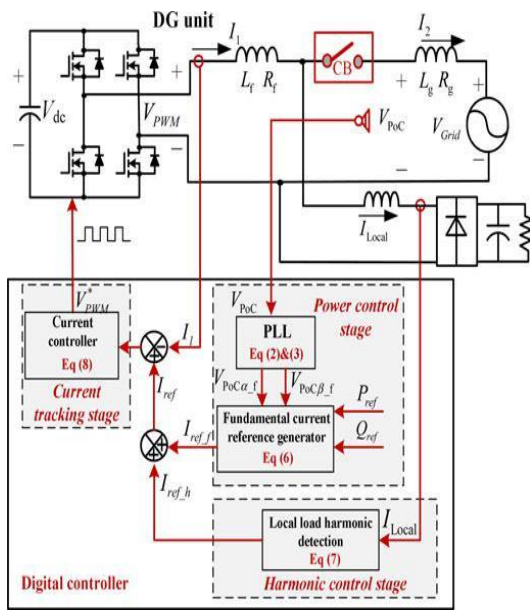 DG unit
I1
I2
+
Lf Rf
CB
+ Lg Rg
+
+
Vdc
VPWM
VPoC
VGrid
−
−
−
−
ILocal
V*PWM
VPoC
Power control
stage
Current
controller
Eq (8)
I1
PLL
Eq (2)&(3)
Current
tracking stage
Iref
VPoCα_f
VPoCβ_f
Fundamental current
reference generator
Eq (6)
Pref
Qref
Iref_f
Iref_h
ILocal
Local load harmonic
detection
Eq (7)
Digital controller
Harmonic control stage